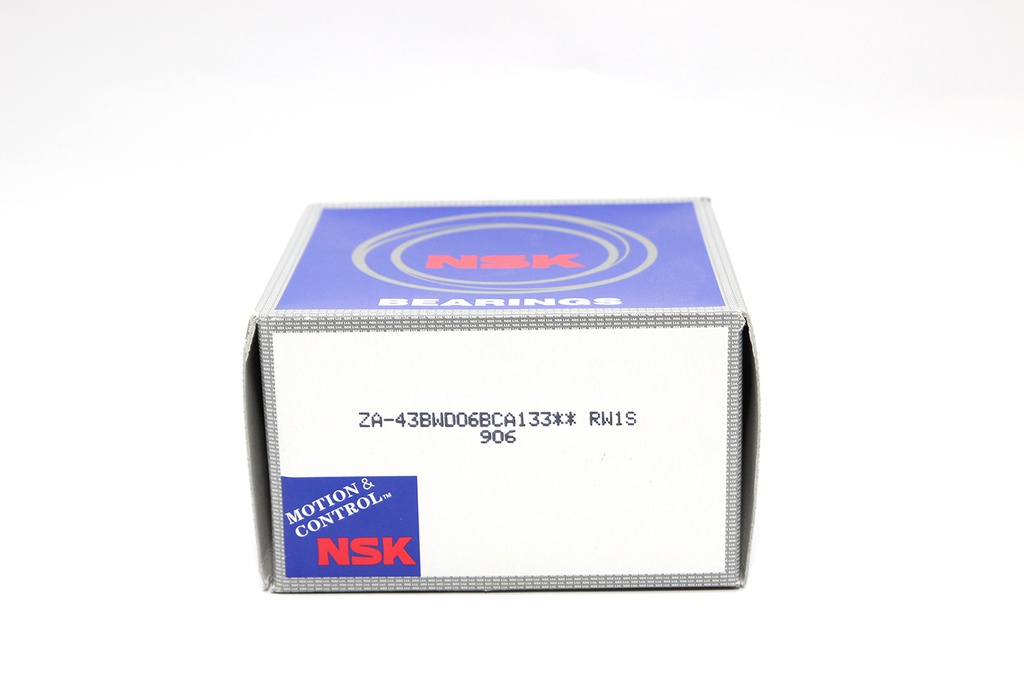 NSK
BEARINGS
ZA-43BWD06BCA133** RW1S
906
MOTION &
CONTROL™
NSK